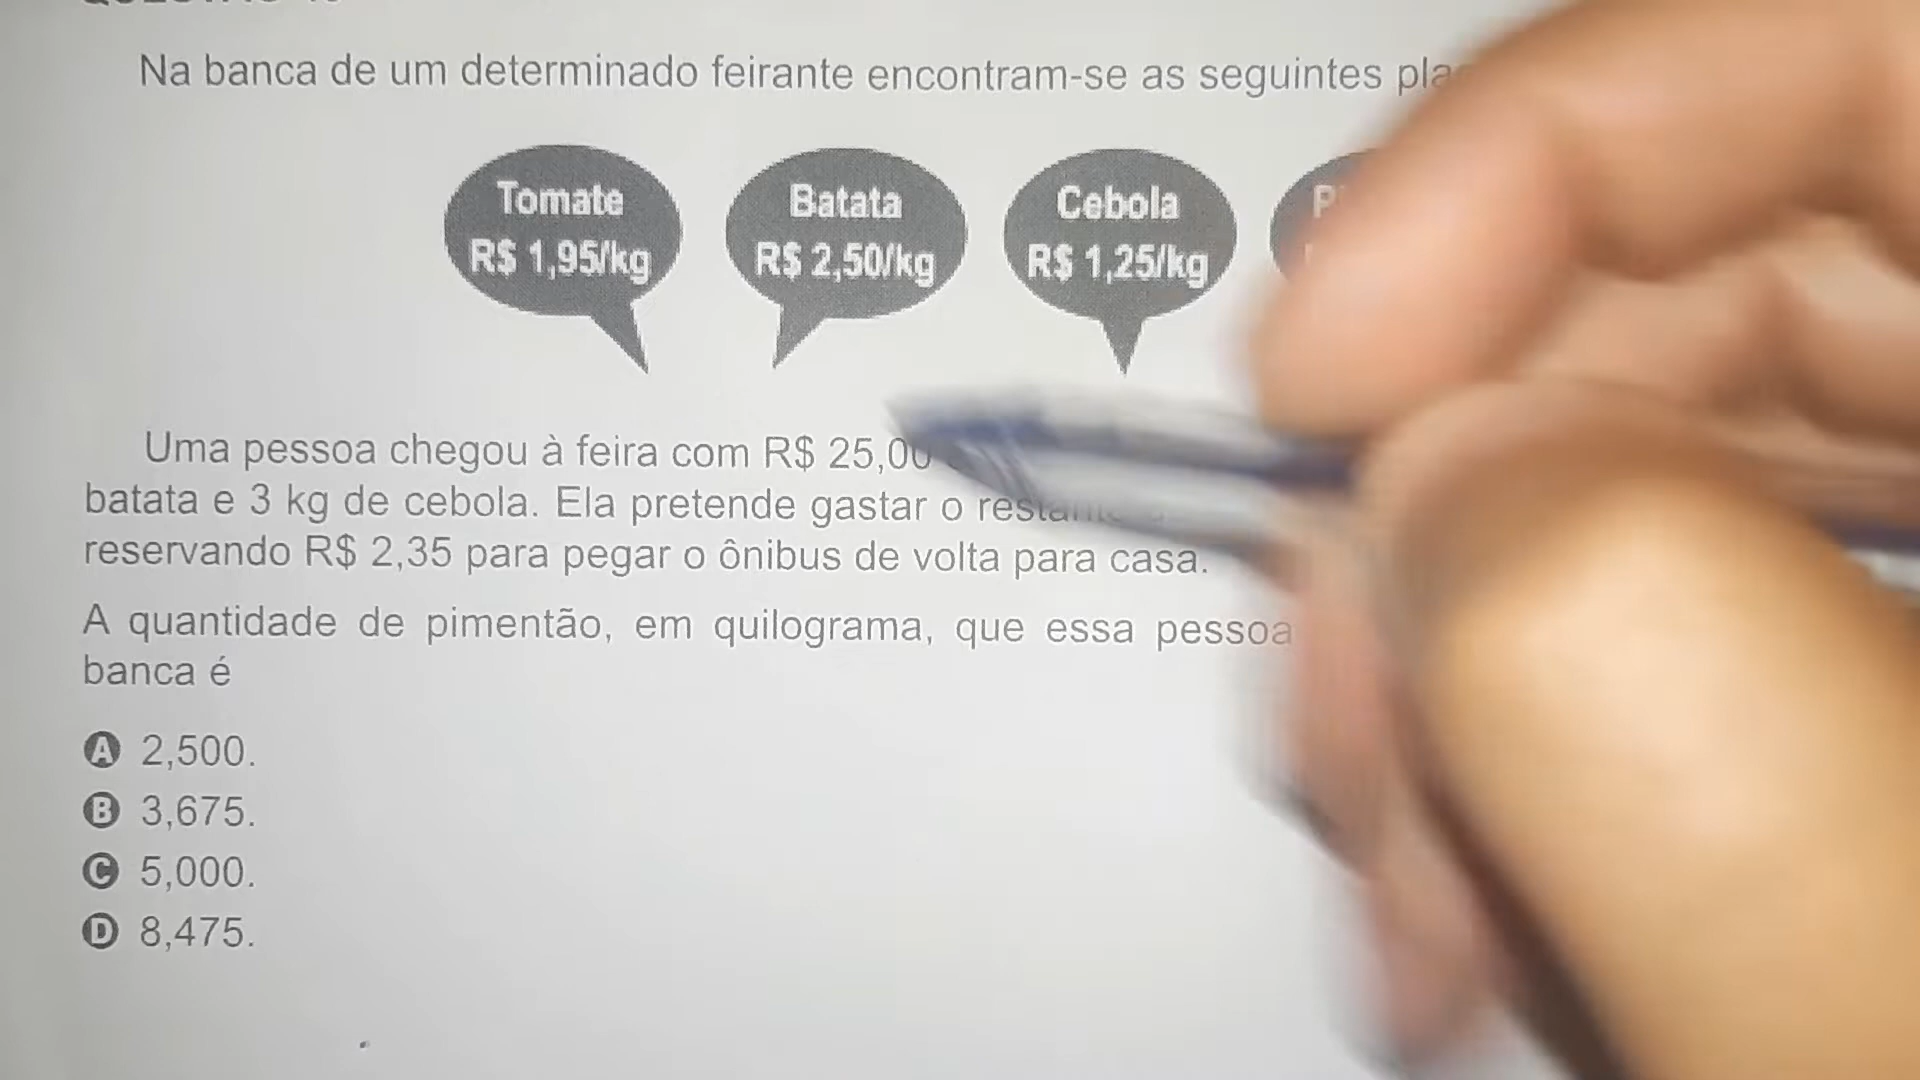 Na banca de um determinado feirante encontram-se as seguintes
Tomate
R$ 1,95/kg
Batata
R$ 2,50/kg
Cebola
R$ 1,25/kg
Uma pessoa chegou à feira com R$ 25,00
batata e 3 kg de cebola. Ela pretende gastar o
reservando R$ 2,35 para pegar o ônibus de volta para casa.
A quantidade de pimentão, em quilograma, que essa pessoa
banca é
A 2,500.
B 3,675.
C 5,000.
D 8,475.